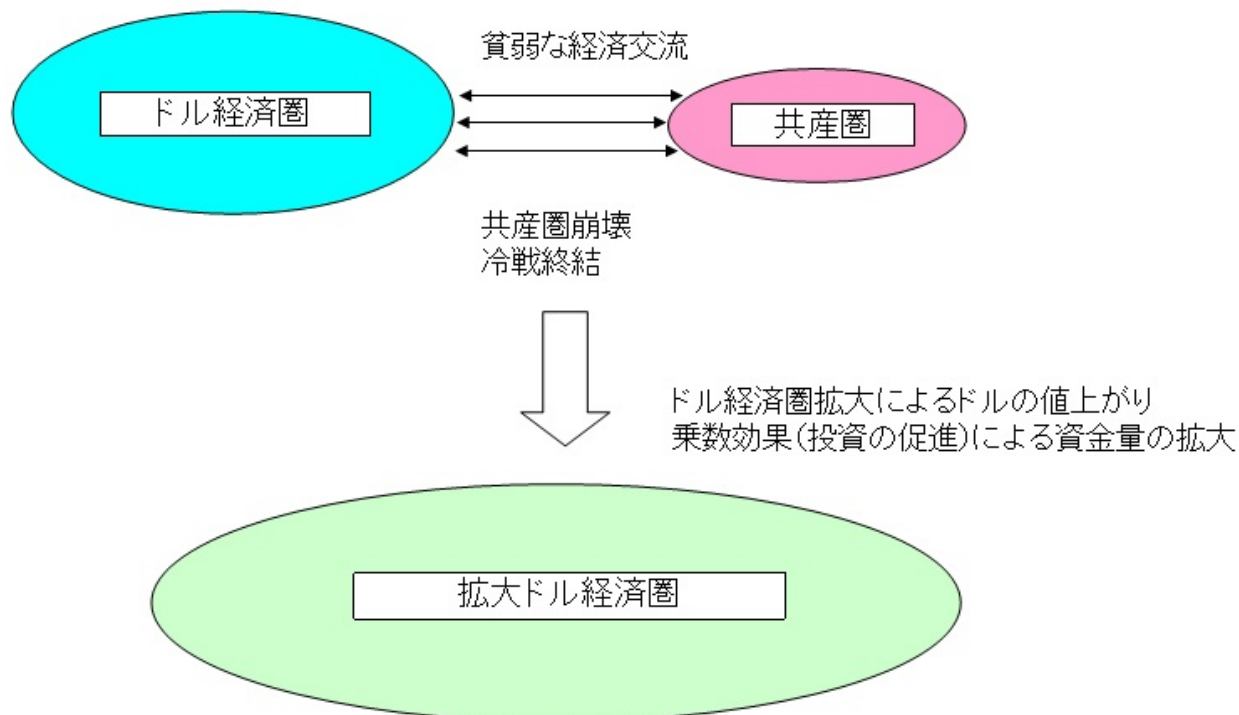 貧弱な経済交流
ドル経済圏
共産圏
共産圏崩壊
冷戦終結
ドル経済圏拡大によるドルの値上がり
乗数効果(投資の促進)による資金量の拡大
拡大ドル経済圏